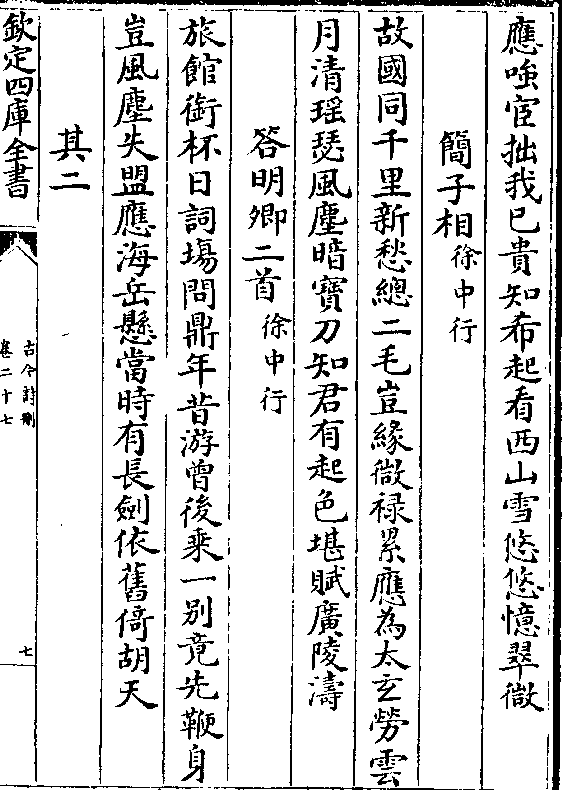 應嗤宦拙我已貴知希起看西山雪悠悠憶翠微
簡子相徐中行
故國同千里新愁總二毛豈緣微禄累應為太玄勞雲
月清瑶瑟風塵暗寶刀知君有起色堪賦廣陵濤
答明卿二首徐中行
旅館銜杯日詞場問鼎年昔游曾後乘一别竟先鞭身
豈風塵失盟應海岳懸當時有長劍依舊倚胡天
其二
欽定四庫全書
古今詩刪
卷二十七
七